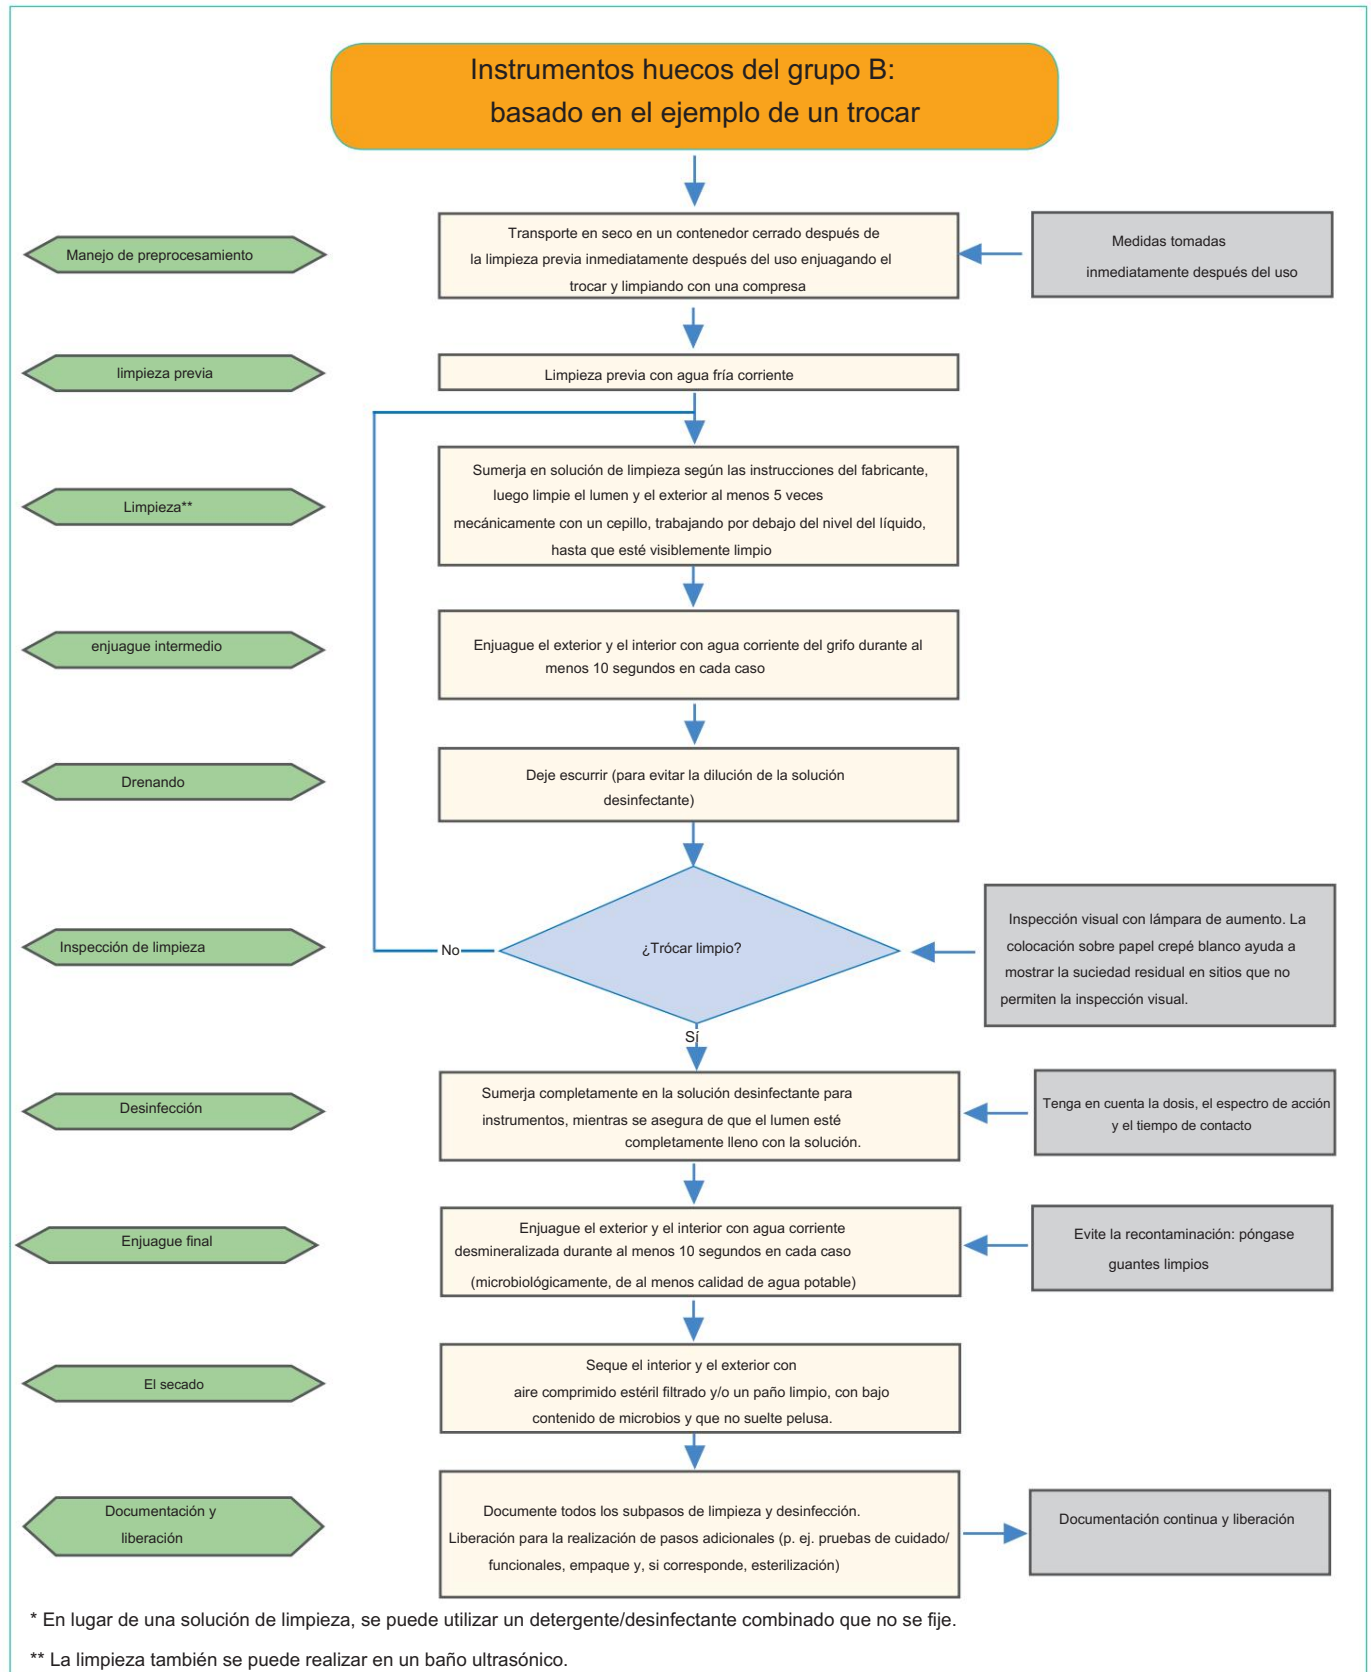 Instrumentos huecos del grupo B:
basado en el ejemplo de un trocar
Manejo de preprocesamiento
Transporte en seco en un contenedor cerrado después de
la limpieza previa inmediatamente después del uso enjuagando el
trocar y limpiando con una compresa
Medidas tomadas
inmediatamente después del uso
limpieza previa
Limpieza previa con agua fría corriente
Limpieza**
Sumerja en solución de limpieza según las instrucciones del fabricante,
luego limpie el lumen y el exterior al menos 5 veces
mecánicamente con un cepillo, trabajando por debajo del nivel del líquido,
hasta que esté visiblemente limpio
enjuague intermedio
Enjuague el exterior y el interior con agua corriente del grifo durante al
menos 10 segundos en cada caso
Drenando
Deje escurrir (para evitar la dilución de la solución
desinfectante)
Inspección de limpieza
No
¿Trócar limpio?
Inspección visual con lámpara de aumento. La
colocación sobre papel crepé blanco ayuda a
mostrar la suciedad residual en sitios que no
permiten la inspección visual.
Sí
Desinfección
Sumerja completamente en la solución desinfectante para
instrumentos, mientras se asegura de que el lumen esté
completamente lleno con la solución.
Tenga en cuenta la dosis, el espectro de acción
y el tiempo de contacto
Enjuague final
Enjuague el exterior y el interior con agua corriente
desmineralizada durante al menos 10 segundos en cada caso
(microbiológicamente, de al menos calidad de agua potable)
Evite la recontaminación: póngase
guantes limpios
El secado
Seque el interior y el exterior con
aire comprimido estéril filtrado y/o un paño limpio, con bajo
contenido de microbios y que no suelte pelusa.
Documentación y
liberación
Documente todos los subpasos de limpieza y desinfección.
Liberación para la realización de pasos adicionales (p. ej. pruebas de cuidado/
funcionales, empaque y, si corresponde, esterilización)
Documentación continua y liberación
* En lugar de una solución de limpieza, se puede utilizar un detergente/desinfectante combinado que no se fije.
** La limpieza también se puede realizar en un baño ultrasónico.